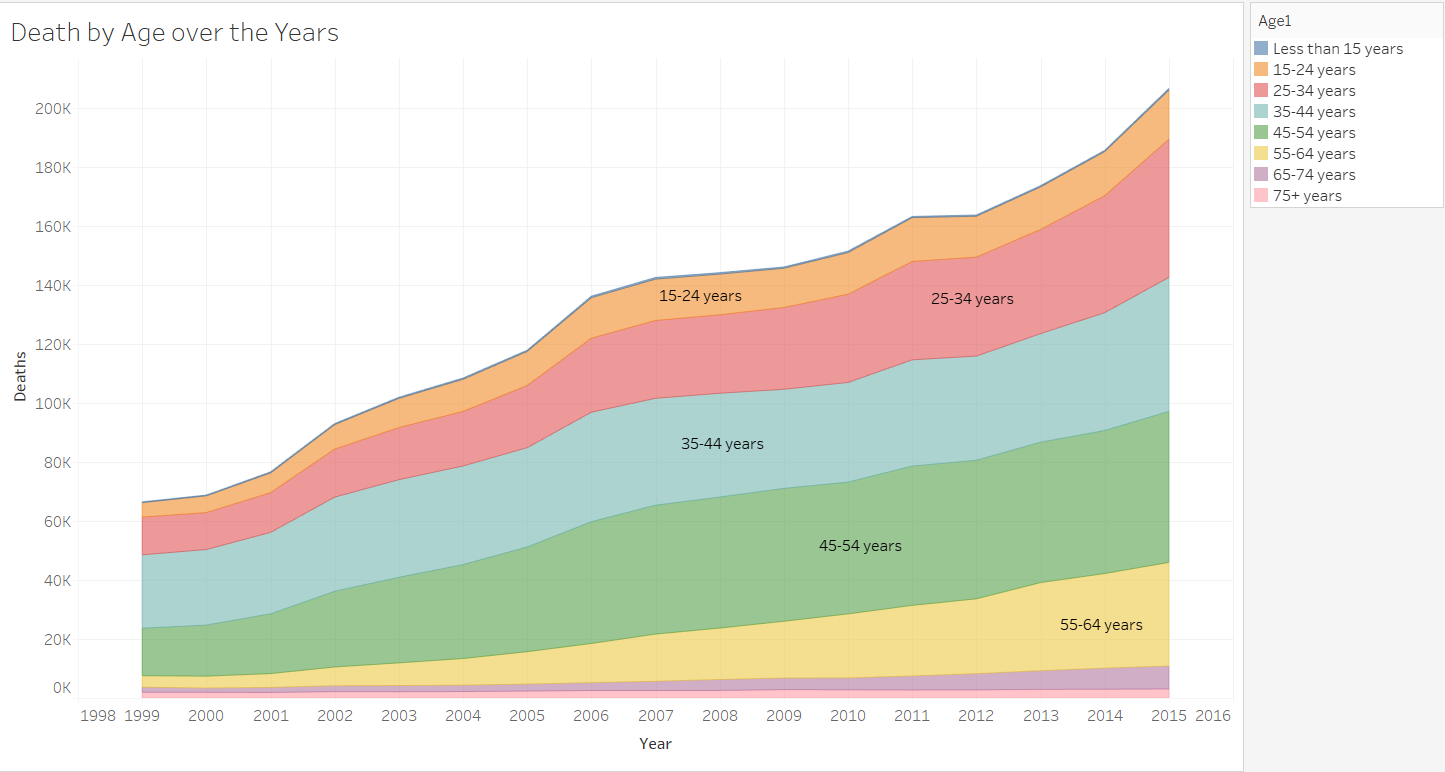 Death by Age over the Years
Age1
Less than 15 years
15-24 years
25-34 years
35-44 years
45-54 years
55-64 years
65-74 years
75+ years
200K
180K
160K
140K
120K
100K
80K
60K
40K
20K
0K
Deaths
15-24 years
25-34 years
35-44 years
45-54 years
55-64 years
1998 1999 2000 2001 2002 2003 2004 2005 2006 2007 2008 2009 2010 2011 2012 2013 2014 2015 2016
Year